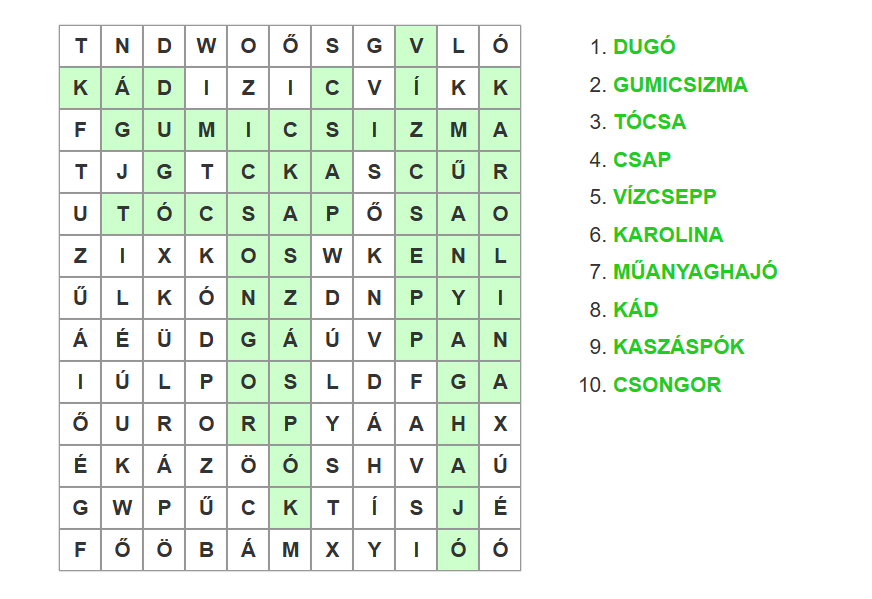 T N D W O Ő S G V L Ó
K Á D I Z I C V Í K K
F G U M I C S I Z M A
T J G T C K A S C Ű R
U T Ó C S A P Ő S A O
Z I X K O S W K E N L
Ű L K Ó N Z D N P Y I
Á É Ü D G Á Ú V P A N
I Ú L P O S L D F G A
Ő U R O R P Y Á A H X
É K Á Z Ö Ó S H V A Ú
G W P Ű C K T Í S J É
F Ő Ö B Á M X Y I Ó Ó
1. DUGÓ
2. GUMICSIZMA
3. TÓCSA
4. CSAP
5. VÍZCSEPP
6. KAROLINA
7. MŰANYAGHAJÓ
8. KÁD
9. KASZÁSPÓK
10. CSONGOR